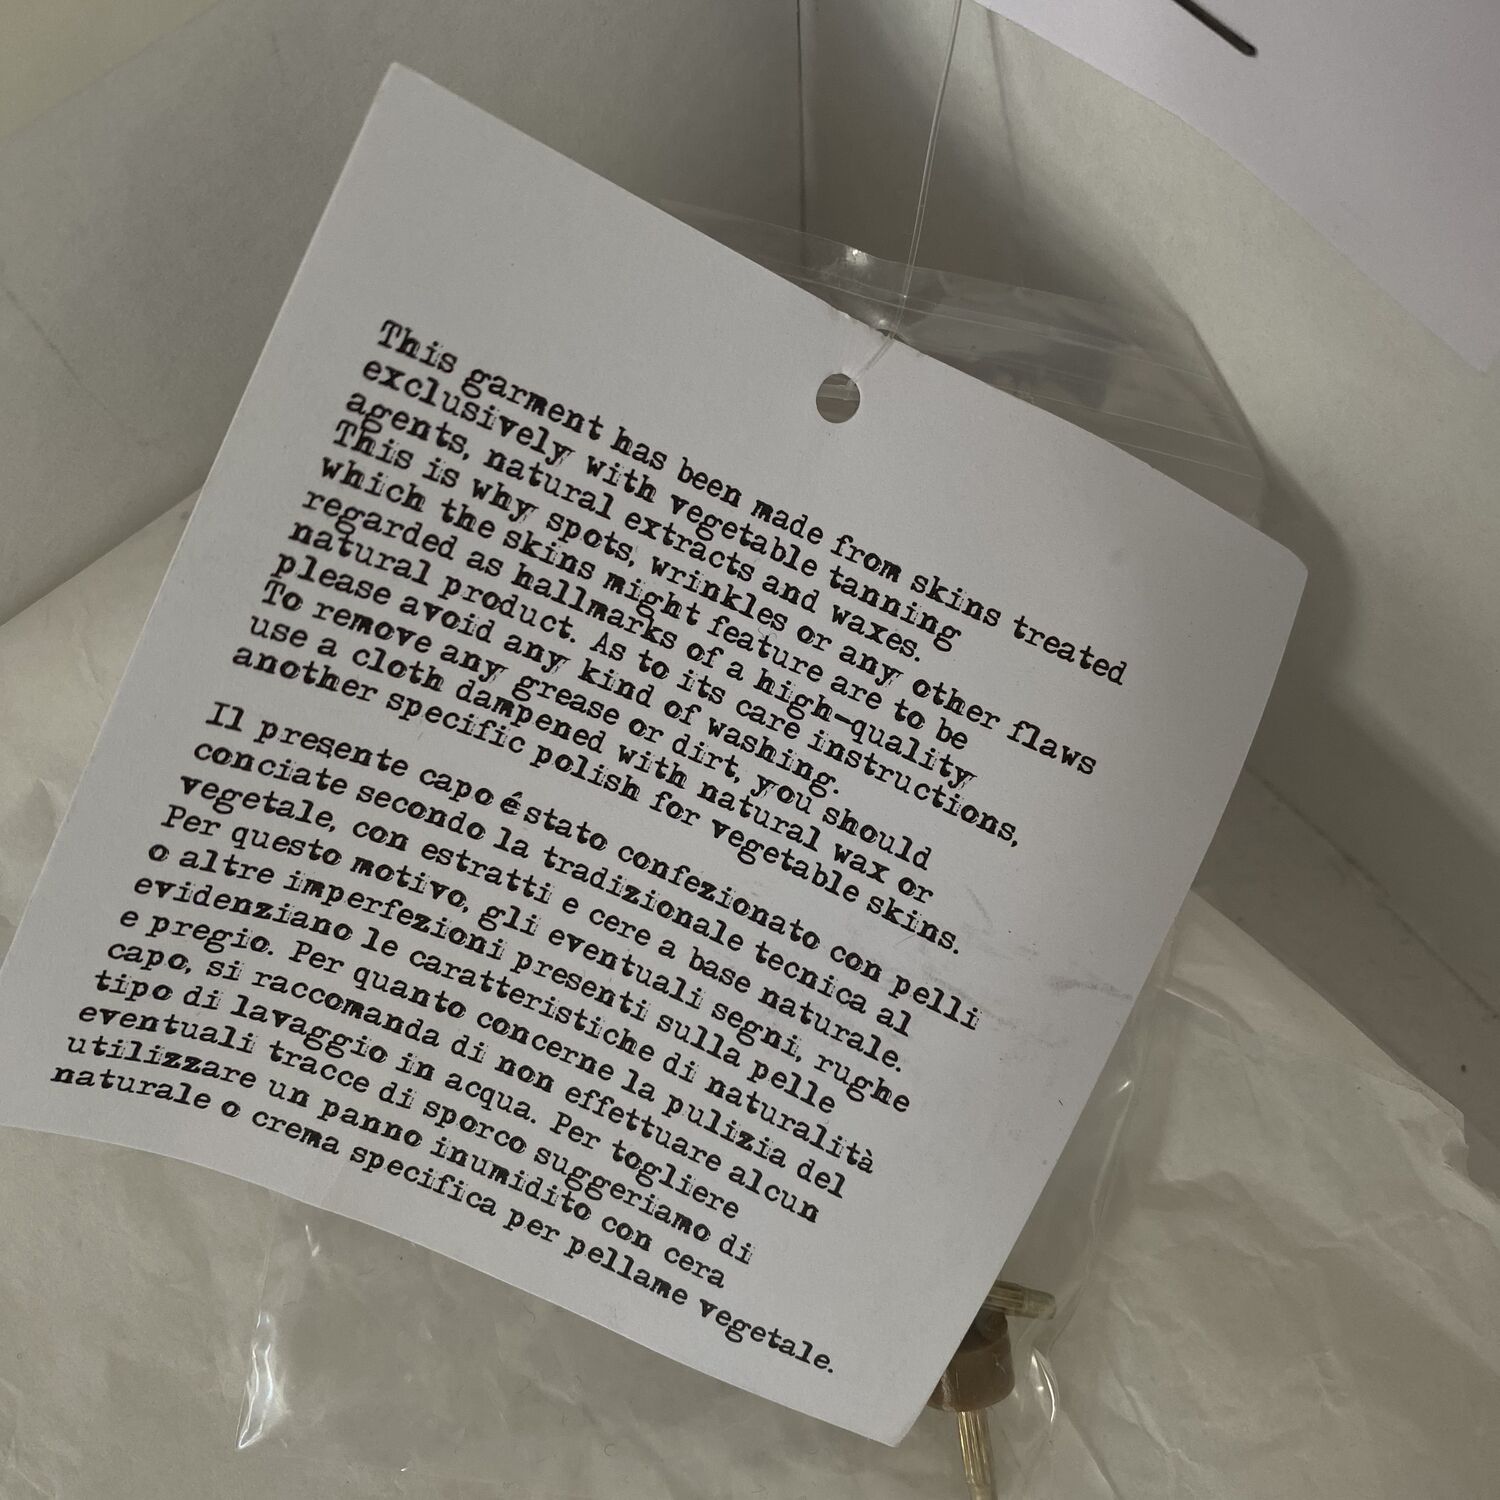 This garment has been made from skins treated
exclusively with vegetable tanning
agents, natural extracts and waxes.
This is why spots, wrinkles or any other flaws
which the skins might feature are to be
regarded as hallmarks of a high-quality
natural product. As to its care instructions,
please avoid any kind of washing.
To remove any grease or dirt, you should
use a cloth dampened with natural wax or
another specific polish for vegetable skins.
Il presente capo é stato confezionato con pelli
conciate secondo la tradizionale tecnica al
vegetale, con estratti e cere a base naturale.
Per questo motivo, gli eventuali segni, rughe
o altre imperfezioni presenti sulla pelle
evidenziano le caratteristiche di naturalità
e pregio. Per quanto concerne la pulizia del
capo, si raccomanda di non effettuare alcun
tipo di lavaggio in acqua. Per togliere
eventuali tracce di sporco suggeriamo di
utilizzare un panno inumidito con cera
naturale o crema specifica per pellame vegetale.